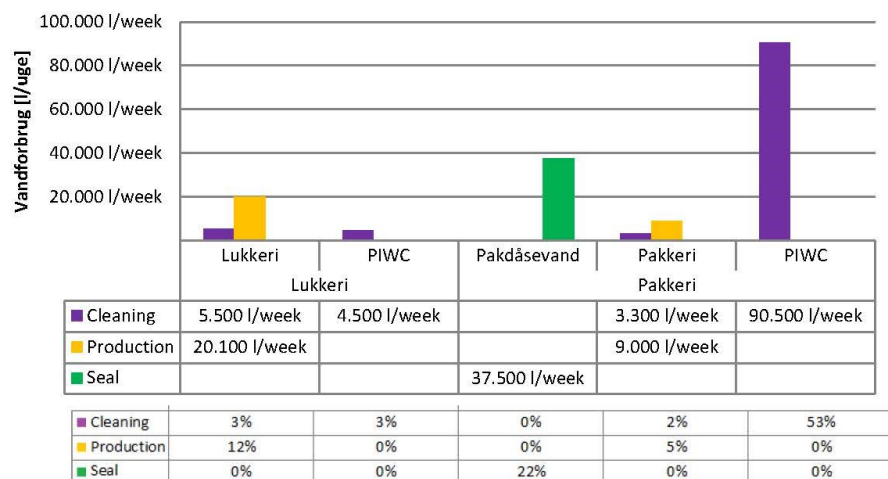 100.000 l/week
80.000 l/week
60.000 l/week
40.000 l/week
20.000 l/week
Vandforbrug [l/uge]
Lukkeri PIWC Pakdåsevand Pakkeri PIWC
Lukkeri Pakkeri
Cleaning 5.500 l/week 4.500 l/week 3.300 l/week 90.500 l/week
Production 20.100 l/week 9.000 l/week
Seal 37.500 l/week
Cleaning 3% 3% 0% 2% 53%
Production 12% 0% 0% 5% 0%
Seal 0% 0% 22% 0% 0%